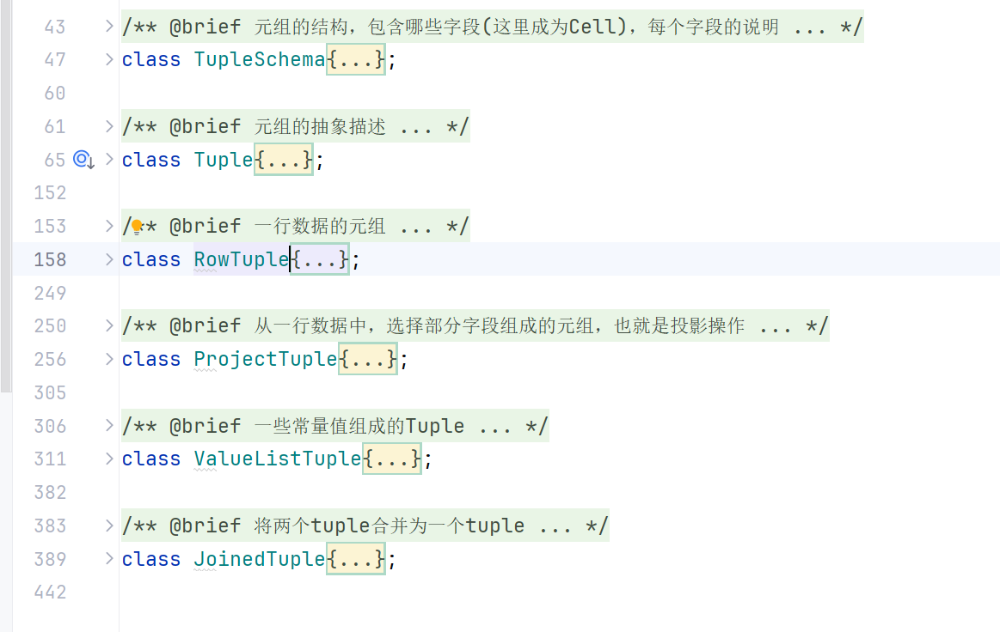 43 /** @brief 元组的结构，包含哪些字段(这里成为Cell)，每个字段的说明 ... */
47 class TupleSchema{...};
60
61 /** @brief 元组的抽象描述 ... */
65 class Tuple{...};
152
153 /** @brief 一行数据的元组 ... */
158 class RowTuple{...};
249
250 /** @brief 从一行数据中，选择部分字段组成的元组，也就是投影操作 ... */
256 class ProjectTuple{...};
305
306 /** @brief 一些常量值组成的Tuple ... */
311 class ValueListTuple{...};
382
383 /** @brief 将两个tuple合并为一个tuple ... */
389 class JoinedTuple{...};
442